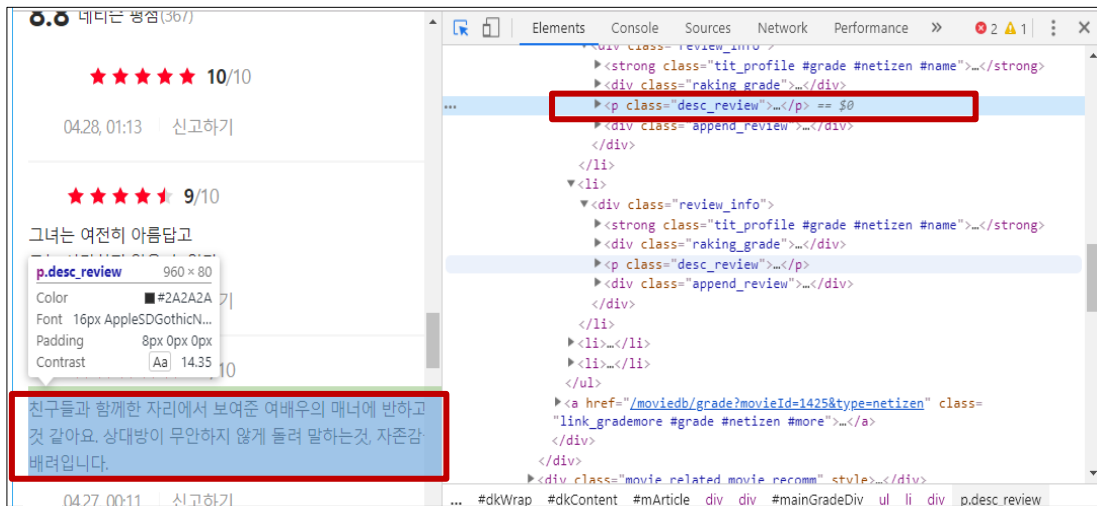 8.8 네티즌 평점(367)
★★★★★ 10/10
04.28, 01:13 신고하기
9/10
그녀는 여전히 아름답고
p.desc_review 960 × 80
Color #2A2A2A
Font 16px AppleSDGothicN...
Padding 8px 0px 0px
Contrast Aa 14.35
/10
친구들과 함께한 자리에서 보여준 여배우의 매너에 반하고
것 같아요. 상대방이 무안하지 않게 돌려 말하는것, 자존감
배려입니다.
04.27, 00:11 신고하기
Elements Console Sources Network Performance » 2 1
<div class="review_info">
▶<strong class="tit_profile #grade #netizen #name">…</strong>
▶<div class="raking_grade">…</div>
... ▶<p class="desc_review">…</p> == $0
▶<div class="append_review">…</div>
</div>
</li>
▼<li>
▼<div class="review_info">
▶<strong class="tit_profile #grade #netizen #name">…</strong>
▶<div class="raking_grade">…</div>
▶<p class="desc_review">…</p>
▶<div class="append_review">…</div>
</div>
</li>
▶<li>…</li>
▶<li>…</li>
</ul>
▶<a href="/moviedb/grade?movieId=1425&type=netizen" class=
"link_grademore #grade #netizen #more">…</a>
</div>
</div>
▶<div class="movie_related movie_recomm" style>…</div>
... #dkWrap #dkContent #mArticle div div #mainGradeDiv ul li div p.desc_review